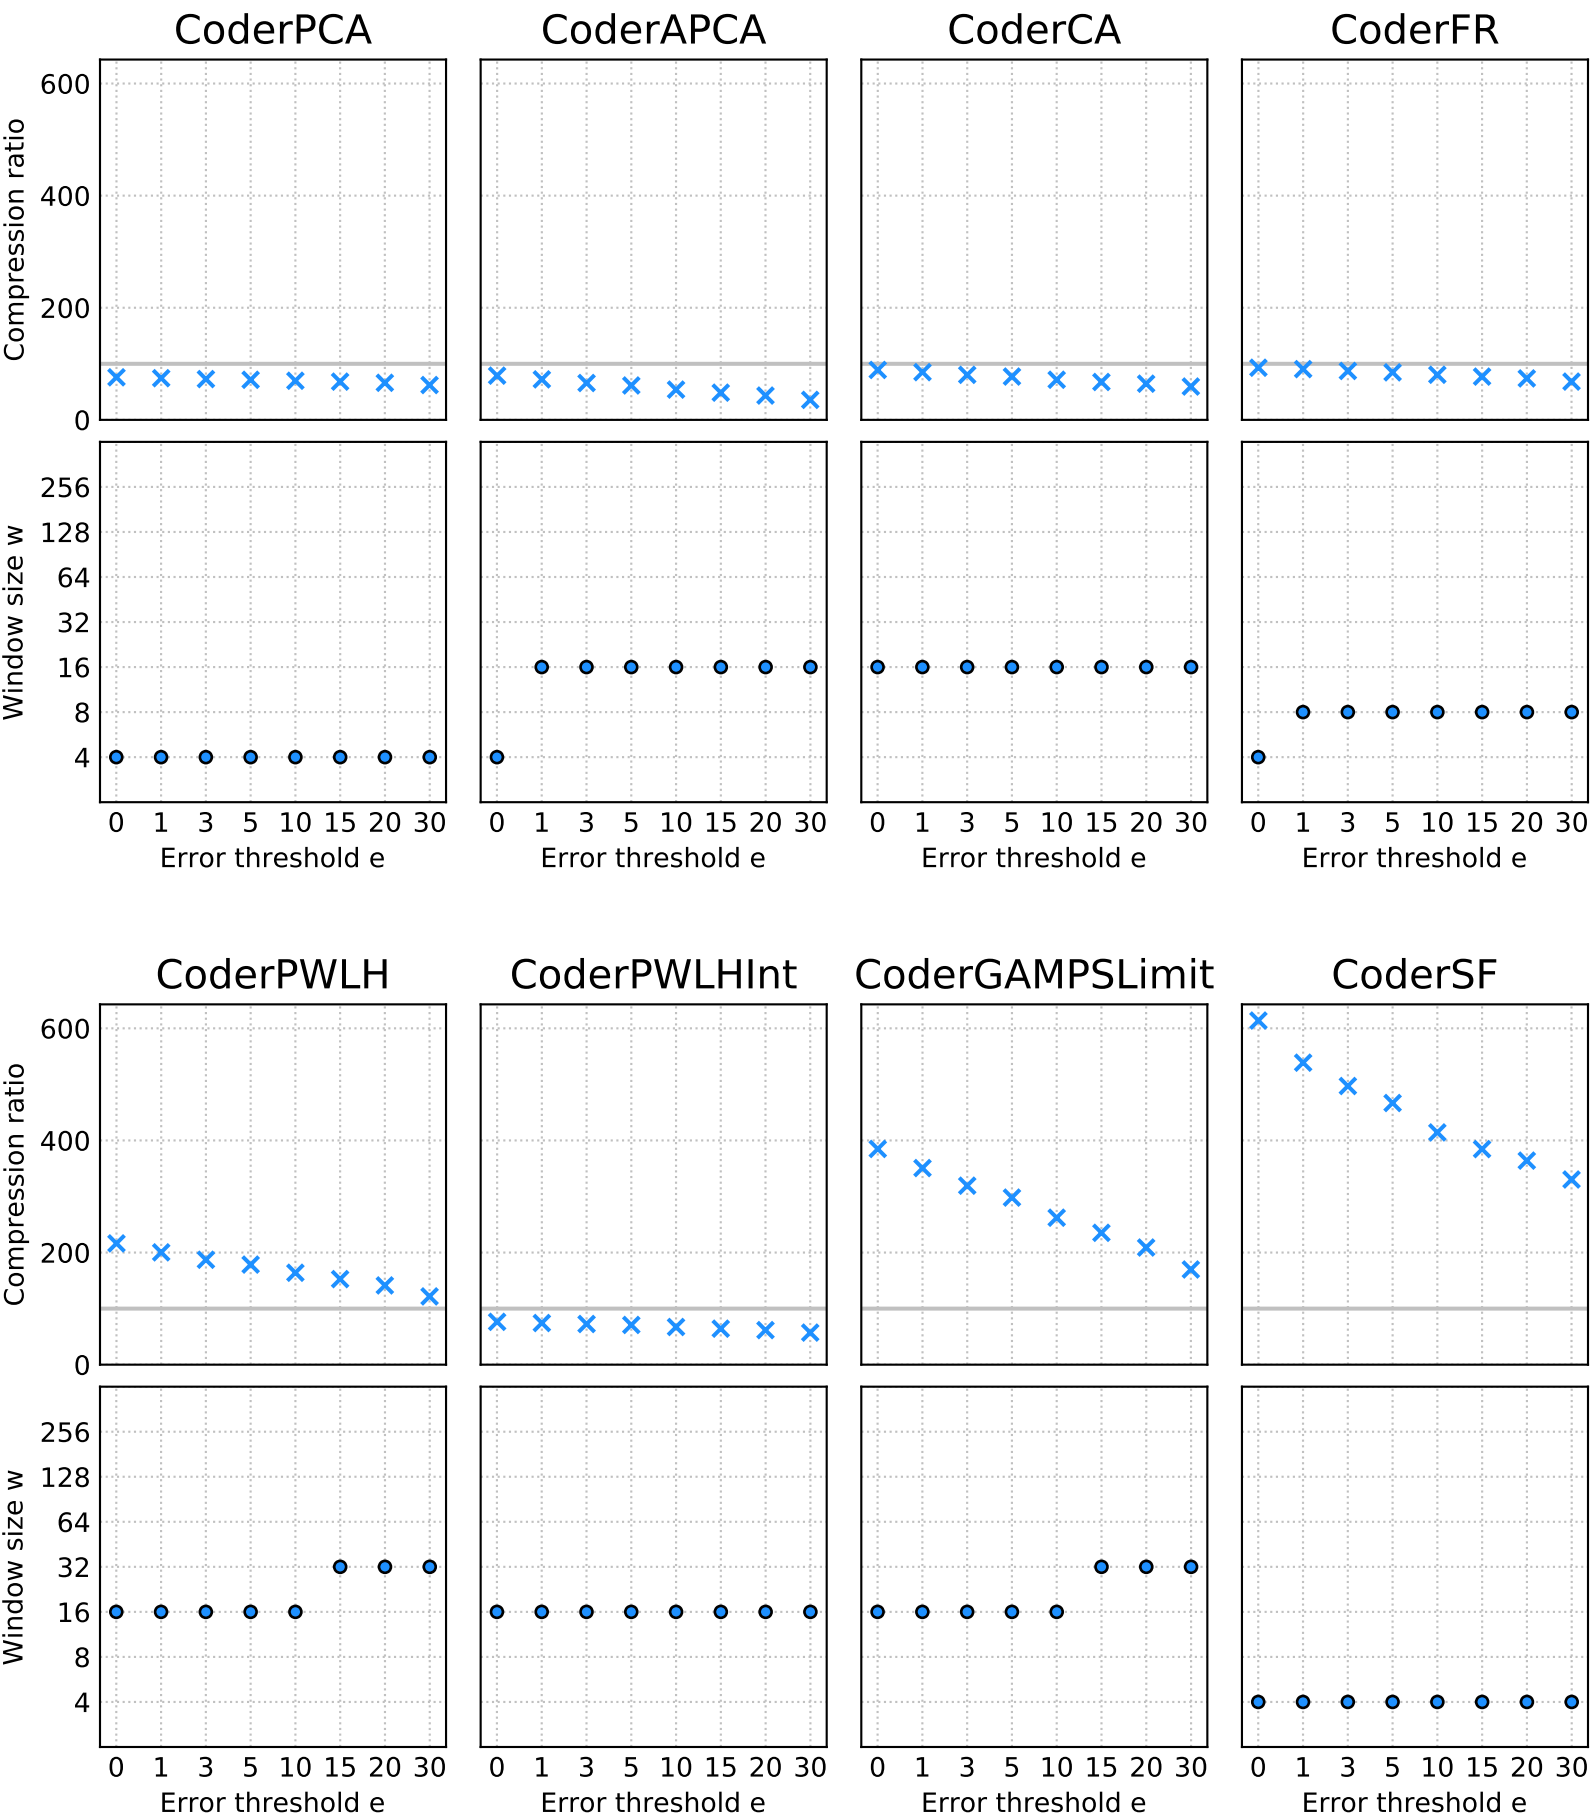 CoderPCA CoderAPCA CoderCA CoderFR
Compression ratio
600
400
200
0
Window size w
256
128
64
32
16
8
4
0 1 3 5 10 15 20 30 0 1 3 5 10 15 20 30 0 1 3 5 10 15 20 30 0 1 3 5 10 15 20 30
Error threshold e Error threshold e Error threshold e Error threshold e
CoderPWLH CoderPWLHInt CoderGAMPSLimit CoderSF
Compression ratio
600
400
200
0
Window size w
256
128
64
32
16
8
4
0 1 3 5 10 15 20 30 0 1 3 5 10 15 20 30 0 1 3 5 10 15 20 30 0 1 3 5 10 15 20 30
Error threshold e Error threshold e Error threshold e Error threshold e